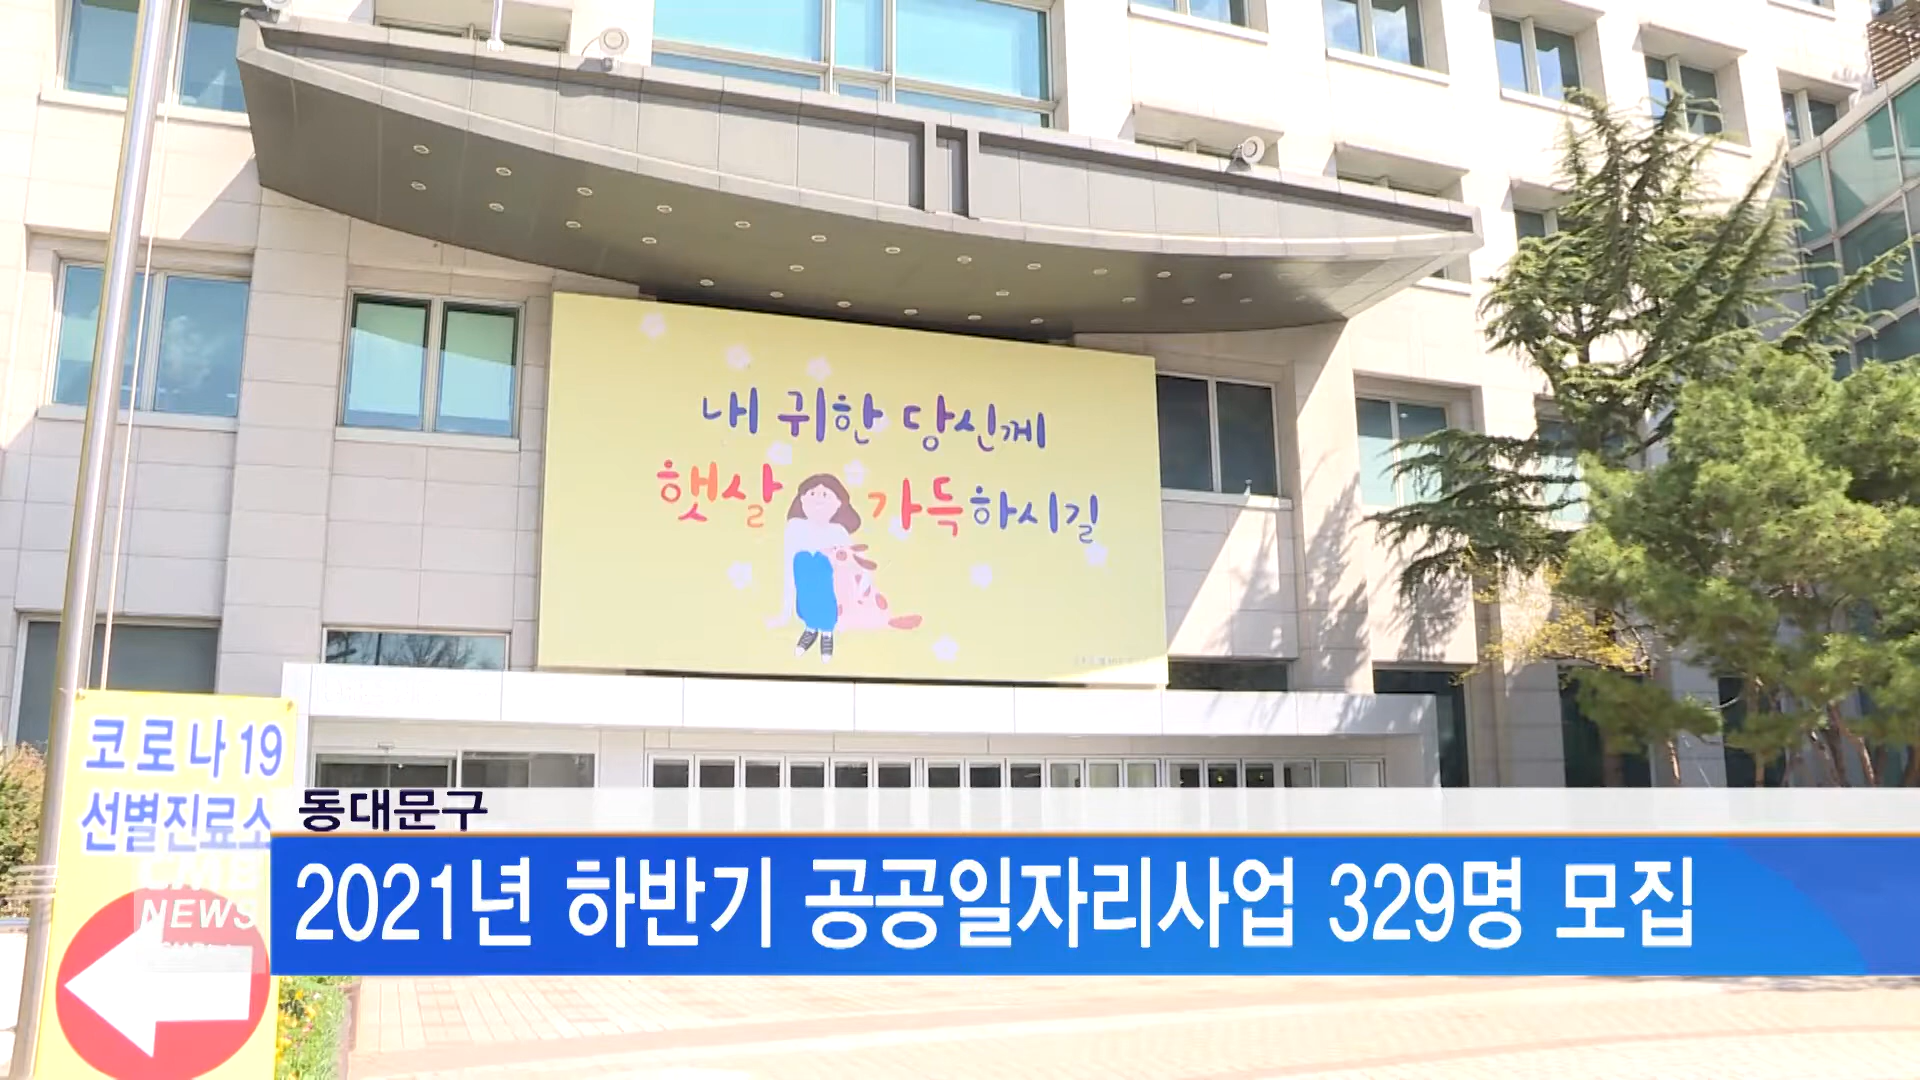 내 귀한 당신께
햇살 가득하시길
코로나19
선별진료소
동대문구
2021년 하반기 공공일자리사업 329명 모집
CMB
NEWS